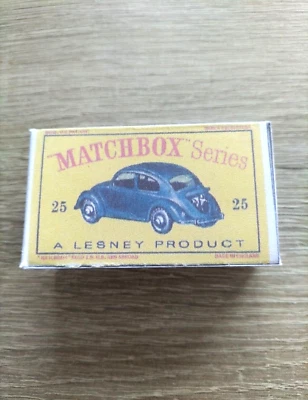 "MATCHBOX" Series
25 25
A LESNEY PRODUCT